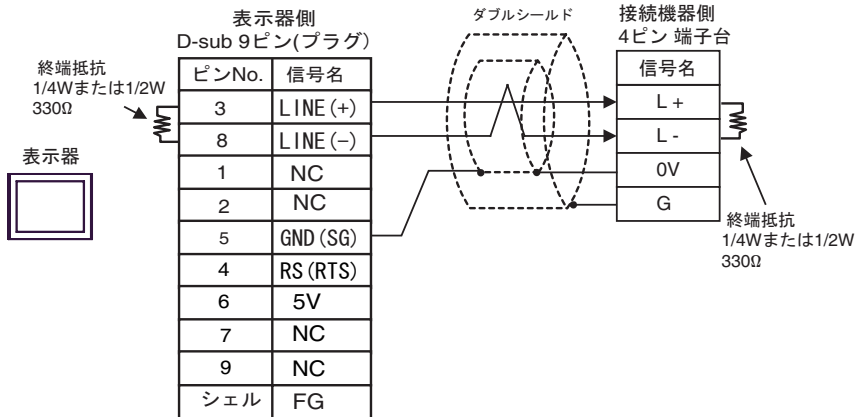 表示器側
D-sub 9ピン(プラグ)
ダブルシールド
接続機器側
4ピン 端子台
終端抵抗
1/4Wまたは1/2W
330Ω
表示器
ピンNo. 信号名
3 LINE(+)
8 LINE(−)
1 NC
2 NC
5 GND(SG)
4 RS(RTS)
6 5V
7 NC
9 NC
シェル FG
信号名
L +
L -
0V
G
終端抵抗
1/4Wまたは1/2W
330Ω